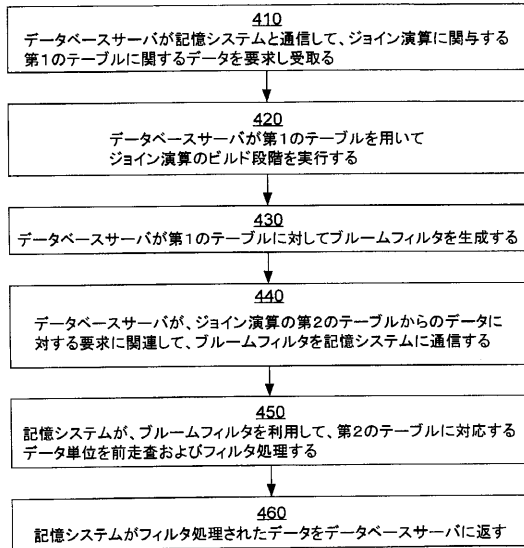 410
データベースサーバが記憶システムと通信して、ジョイン演算に関与する
第1のテーブルに関するデータを要求し受取る
420
データベースサーバが第1のテーブルを用いて
ジョイン演算のビルド段階を実行する
430
データベースサーバが第1のテーブルに対してブルームフィルタを生成する
440
データベースサーバが、ジョイン演算の第2のテーブルからのデータに
対する要求に関連して、ブルームフィルタを記憶システムに通信する
450
記憶システムが、ブルームフィルタを利用して、第2のテーブルに対応する
データ単位を前走査およびフィルタ処理する
460
記憶システムがフィルタ処理されたデータをデータベースサーバに返す